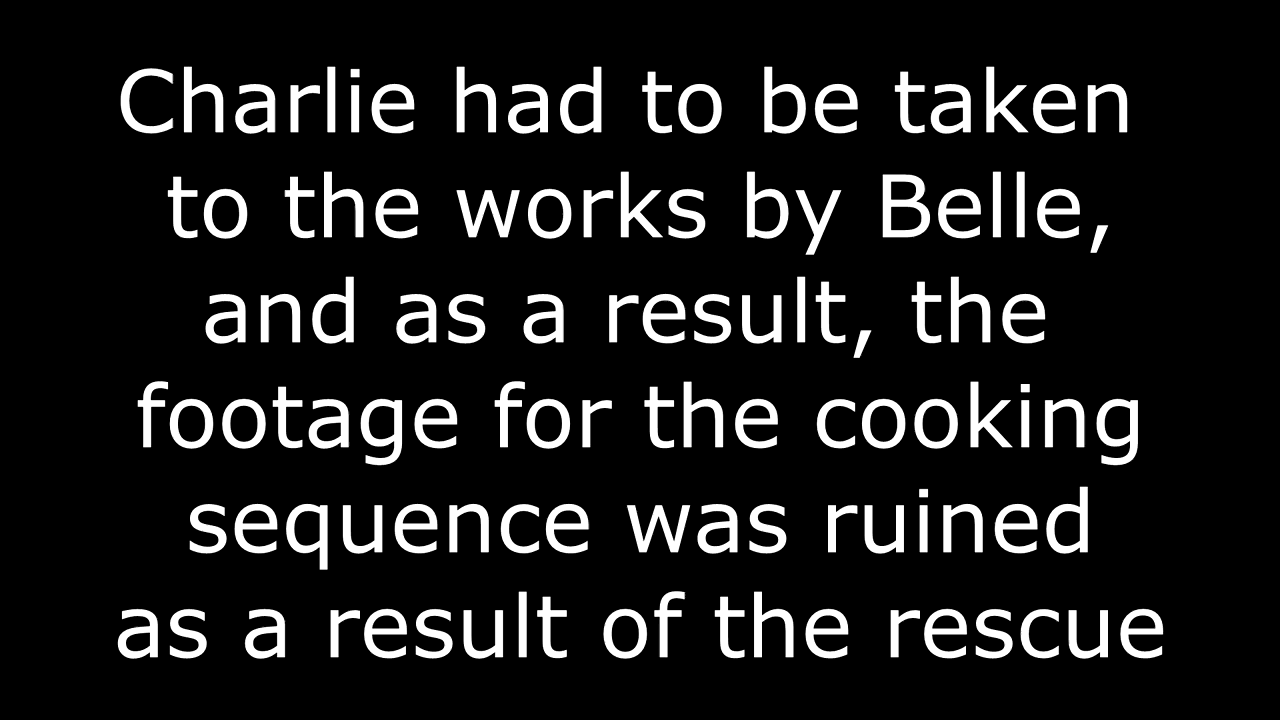 Charlie had to be taken
to the works by Belle,
and as a result, the
footage for the cooking
sequence was ruined
as a result of the rescue